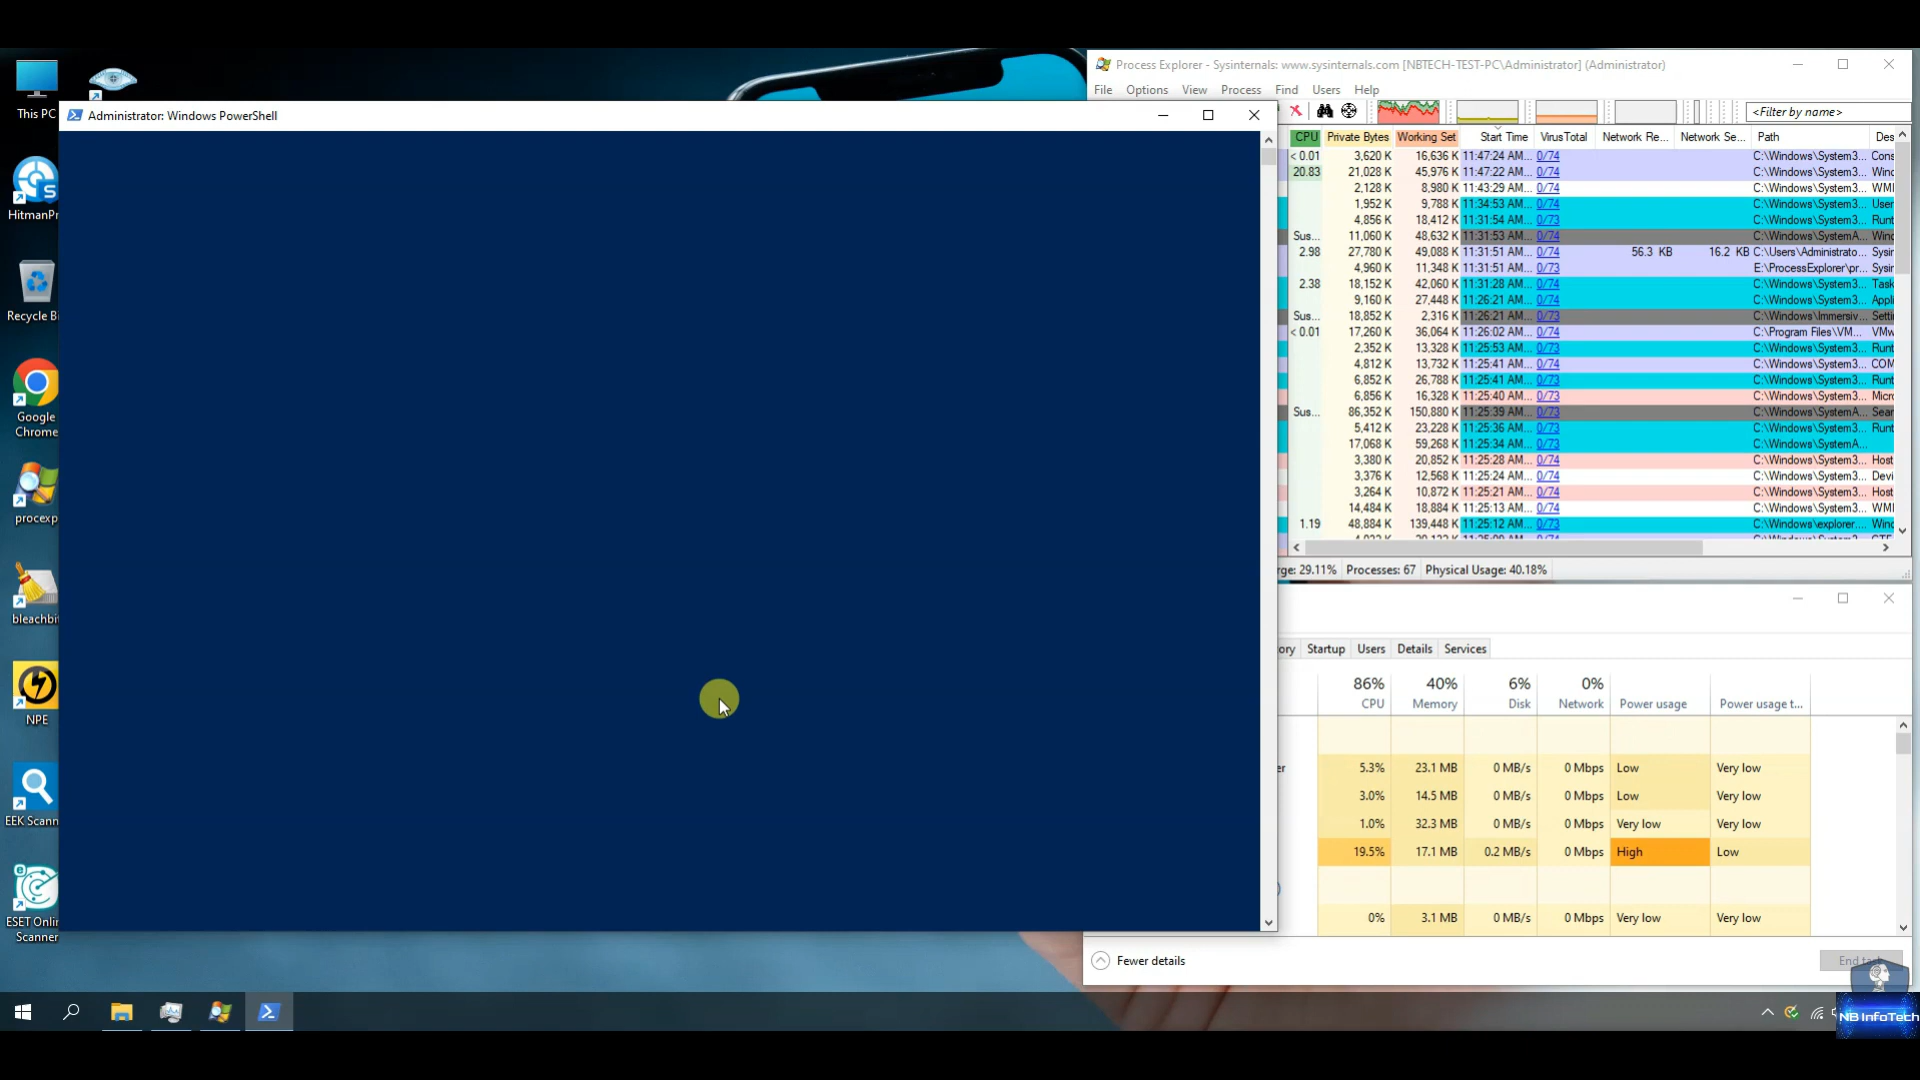 This PC
HitmanPr
Recycle Bi
Google
Chrome
procexp
bleachbi
NPE
EEK Scann
ESET Onli
Scanner
Administrator: Windows PowerShell
Process Explorer - Sysinternals: www.sysinternals.com [NBTECH-TEST-PC\Administrator] (Administrator)
File Options View Process Find Users Help
<Filter by name>
CPU Private Bytes Working Set Start Time VirusTotal Network Re... Network Se... Path Des
< 0.01 3,620 K 16,636 K 11:47:24 AM... 0/74 C:\Windows\System3... Cons
20.83 21,028 K 45,976 K 11:47:22 AM... 0/74 C:\Windows\System3... Wind
2,128 K 8,980 K 11:43:29 AM... 0/74 C:\Windows\System3... WMI
1,952 K 9,788 K 11:34:53 AM... 0/74 C:\Windows\System3... User
4,856 K 18,412 K 11:31:54 AM... 0/73 C:\Windows\System3... Runt
Sus... 11,060 K 48,632 K 11:31:53 AM... 0/74 C:\Windows\SystemA... Wind
2.98 27,780 K 49,088 K 11:31:51 AM... 0/74 56.3 KB 16.2 KB C:\Users\Administrato... Sysir
4,960 K 11,348 K 11:31:51 AM... 0/73 E:\ProcessExplorer\pr... Sysir
2.38 18,152 K 42,060 K 11:31:28 AM... 0/74 C:\Windows\System3... Task
9,160 K 27,448 K 11:26:21 AM... 0/74 C:\Windows\System3... Appli
Sus... 18,852 K 2,316 K 11:26:21 AM... 0/73 C:\Windows\Immersiv... Setti
< 0.01 17,260 K 36,064 K 11:26:02 AM... 0/74 C:\Program Files\VM... VMw
2,352 K 13,328 K 11:25:53 AM... 0/73 C:\Windows\System3... Runt
4,812 K 13,732 K 11:25:41 AM... 0/74 C:\Windows\System3... COM
6,852 K 26,788 K 11:25:41 AM... 0/73 C:\Windows\System3... Runt
6,856 K 16,328 K 11:25:40 AM... 0/74 C:\Windows\System3... Micr
Sus... 86,352 K 150,880 K 11:25:39 AM... 0/73 C:\Windows\SystemA... Sear
5,412 K 23,228 K 11:25:36 AM... 0/73 C:\Windows\System3... Runt
17,068 K 59,268 K 11:25:34 AM... 0/73 C:\Windows\SystemA...
3,380 K 20,852 K 11:25:28 AM... 0/74 C:\Windows\System3... Host
3,376 K 12,568 K 11:25:24 AM... 0/74 C:\Windows\System3... Devi
3,264 K 10,872 K 11:25:21 AM... 0/74 C:\Windows\System3... Host
14,484 K 18,884 K 11:25:13 AM... 0/74 C:\Windows\System3... WMI
1.19 48,884 K 139,448 K 11:25:12 AM... 0/73 C:\Windows\explorer.... Wind
rge: 29.11% Processes: 67 Physical Usage: 40.18%
ory Startup Users Details Services
86% 40% 6% 0%
CPU Memory Disk Network Power usage Power usage t...
er 5.3% 23.1 MB 0 MB/s 0 Mbps Low Very low
3.0% 14.5 MB 0 MB/s 0 Mbps Low Very low
1.0% 32.3 MB 0 MB/s 0 Mbps Very low Very low
19.5% 17.1 MB 0.2 MB/s 0 Mbps High Low
0% 3.1 MB 0 MB/s 0 Mbps Very low Very low
Fewer details
End ta
NB InfoTech